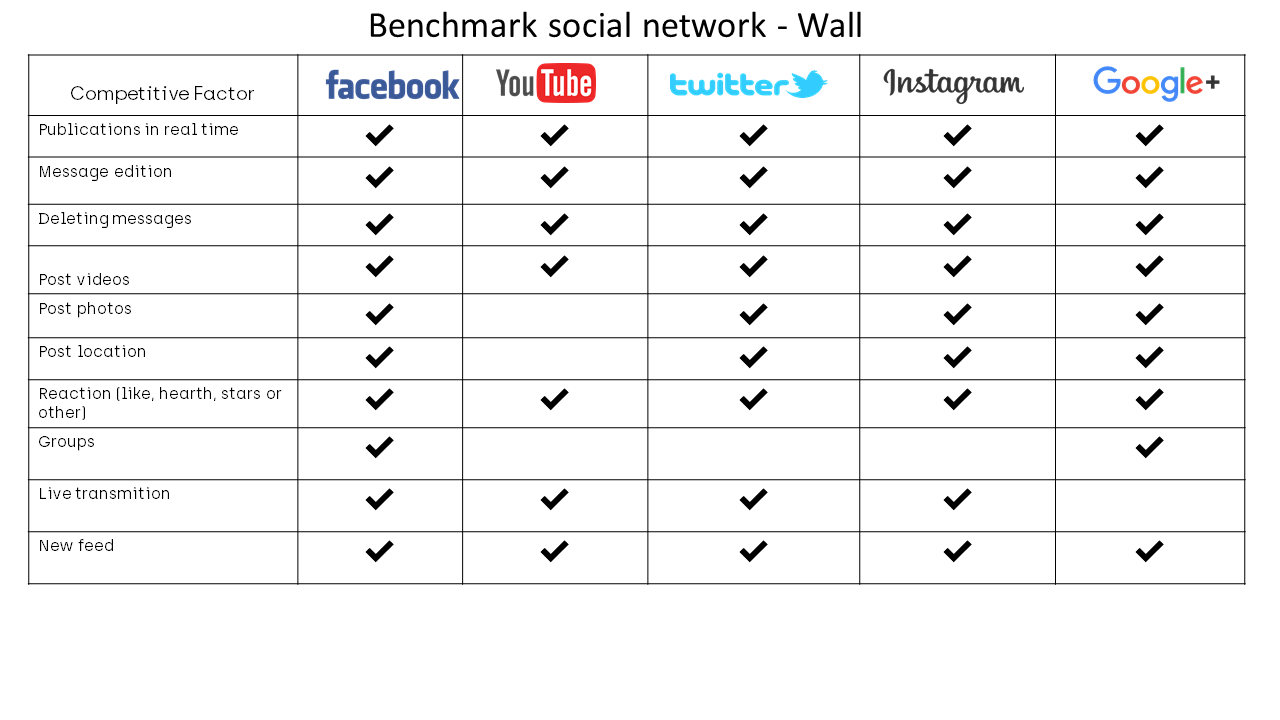 Benchmark social network - Wall
Competitive Factor facebook YouTube twitter Instagram Google+
Publications in real time ✔ ✔ ✔ ✔ ✔
Message edition ✔ ✔ ✔ ✔ ✔
Deleting messages ✔ ✔ ✔ ✔ ✔
Post videos ✔ ✔ ✔ ✔ ✔
Post photos ✔ ✔ ✔ ✔
Post location ✔ ✔ ✔ ✔
Reaction (like, hearth, stars or
other) ✔ ✔ ✔ ✔ ✔
Groups ✔ ✔
Live transmition ✔ ✔ ✔ ✔
New feed ✔ ✔ ✔ ✔ ✔